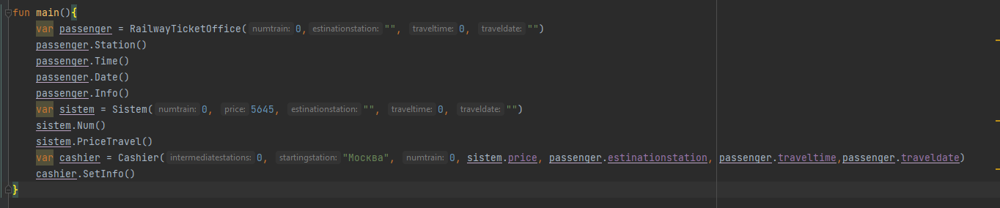 fun main(){
var passenger = RailwayTicketOffice( numtrain: 0, estinationstation: "", traveltime: 0, traveldate: "")
passenger.Station()
passenger.Time()
passenger.Date()
passenger.Info()
var sistem = Sistem( numtrain: 0, price: 5645, estinationstation: "", traveltime: 0, traveldate: "")
sistem.Num()
sistem.PriceTravel()
var cashier = Cashier( intermediatestations: 0, startingstation: "Москва", numtrain: 0, sistem.price, passenger.estinationstation, passenger.traveltime,passenger.traveldate)
cashier.SetInfo()
}